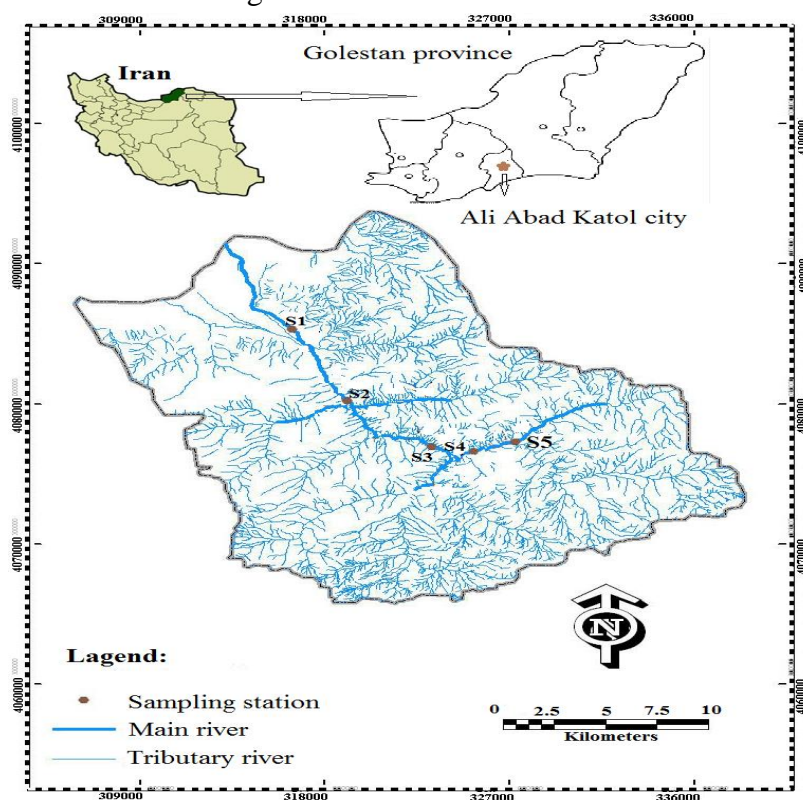 309000 318000 327000 336000
Golestan province
Iran
4100000 4100000
Ali Abad Katol city
4090000 4090000
S1
S2
4080000 4080000
S3 S4 S5
4070000 4070000
N
Lagend:
4060000 4060000
Sampling station
Main river
Tributary river
0 2.5 5 7.5 10
Kilometers
309000 318000 327000 336000